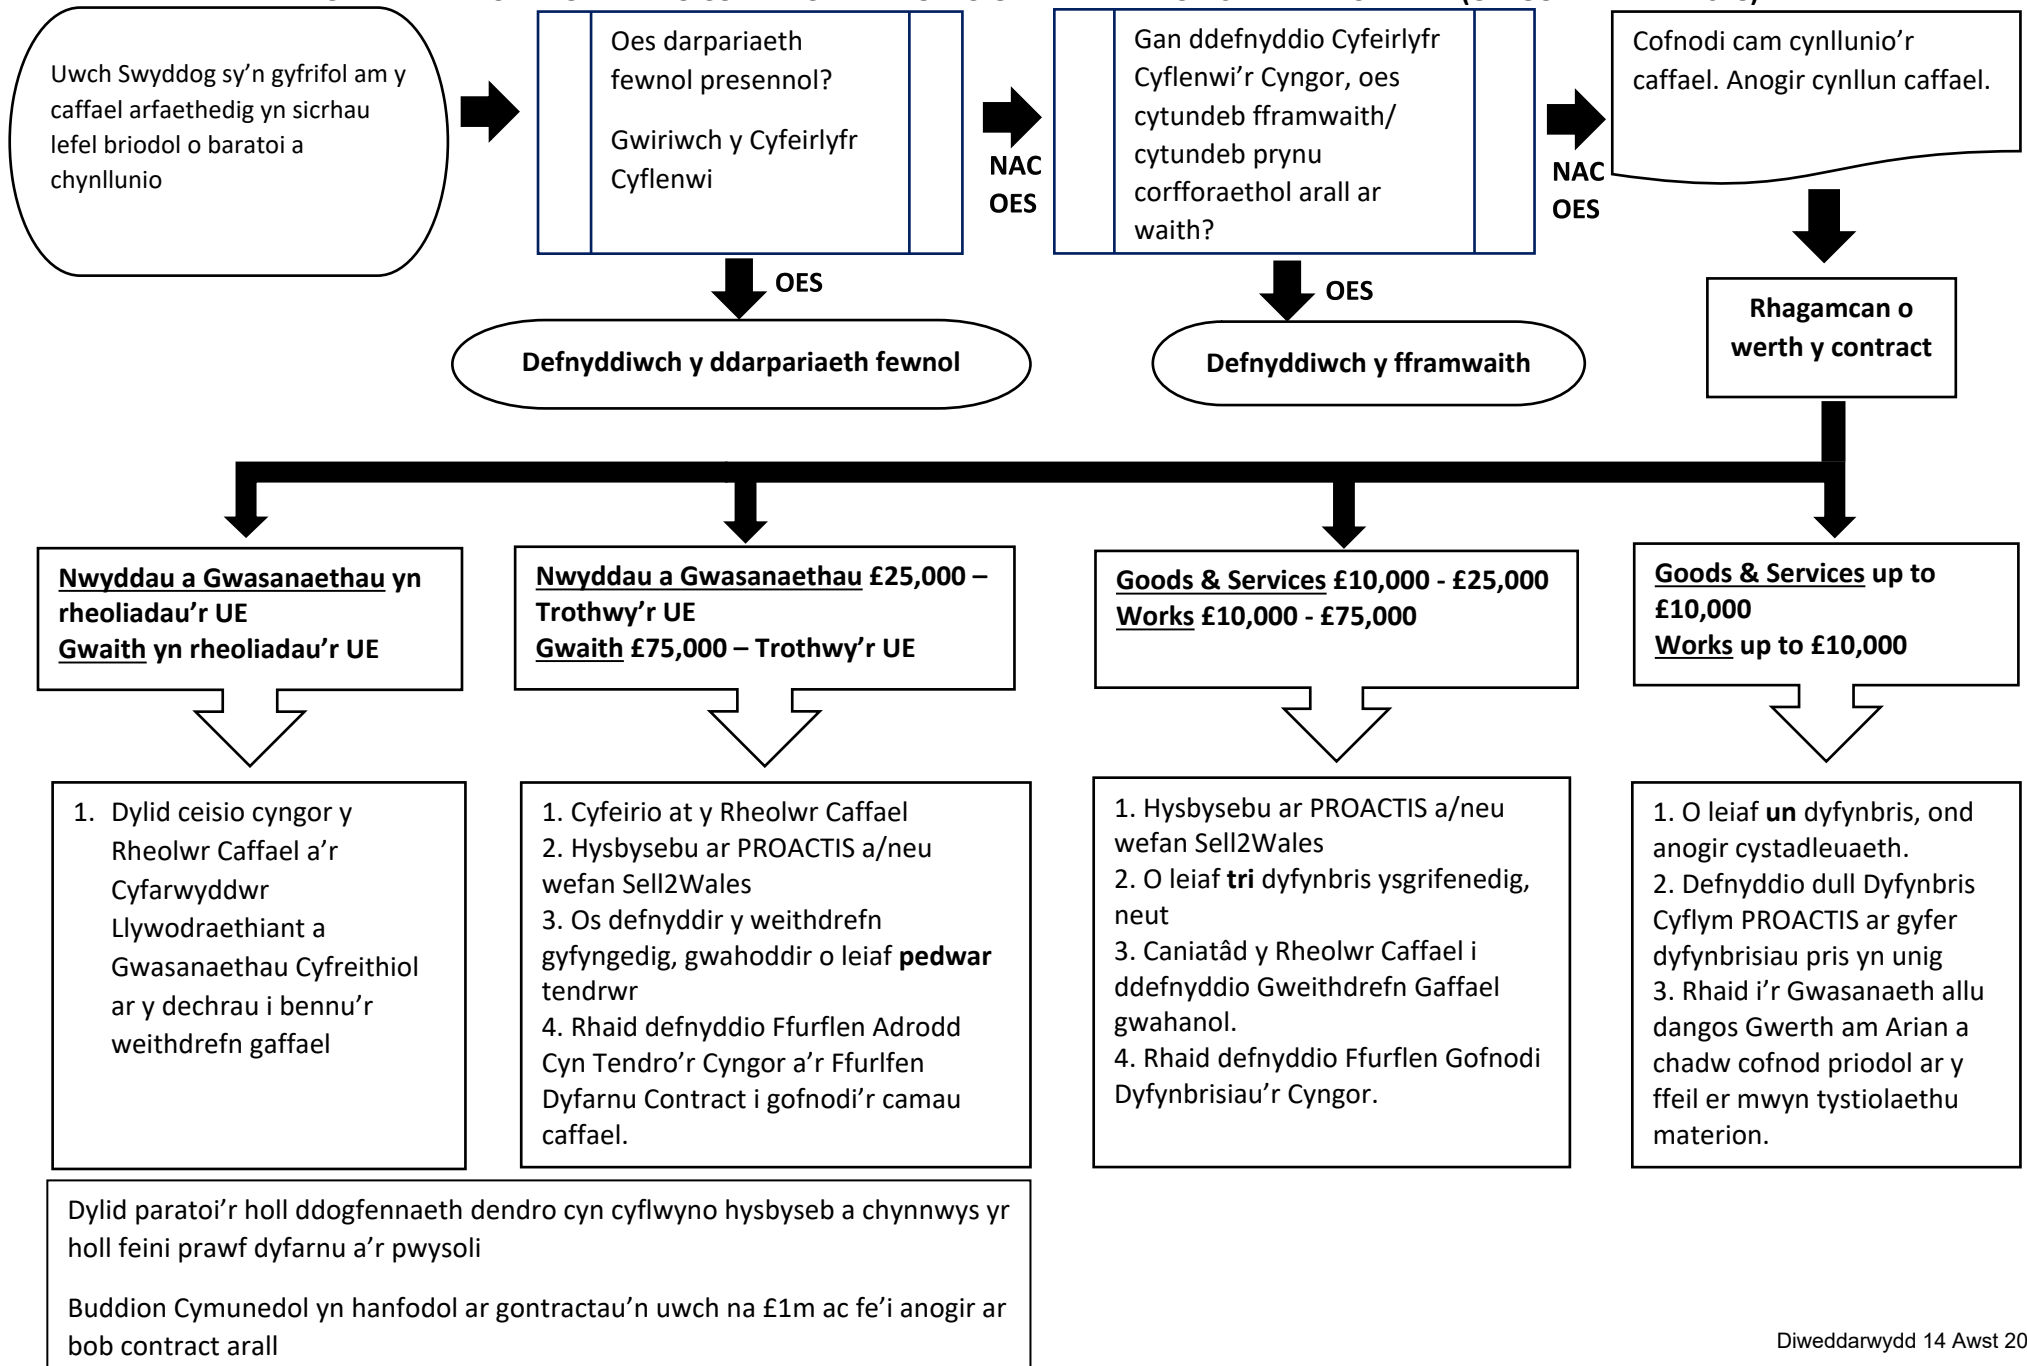 Uwch Swyddog sy'n gyfrifol am y
caffael arfaethedig yn sicrhau
lefel briodol o baratoi a
chynllunio
Oes darpariaeth
fewnol presennol?
Gwiriwch y Cyfeirlyfr
Cyflenwi
NAC
OES
Gan ddefnyddio Cyfeirlyfr
Cyflenwi'r Cyngor, oes
cytundeb fframwaith/
cytundeb prynu
corfforaethol arall ar
waith?
NAC
OES
Cofnodi cam cynllunio'r
caffael. Anogir cynllun caffael.
OES
OES
Defnyddiwch y ddarpariaeth fewnol
Defnyddiwch y fframwaith
Rhagamcan o
werth y contract
Nwyddau a Gwasanaethau yn
rheoliadau'r UE
Gwaith yn rheoliadau'r UE
Nwyddau a Gwasanaethau £25,000 –
Trothwy'r UE
Gwaith £75,000 – Trothwy'r UE
Goods & Services £10,000 - £25,000
Works £10,000 - £75,000
Goods & Services up to
£10,000
Works up to £10,000
1. Dylid ceisio cyngor y
Rheolwr Caffael a'r
Cyfarwyddwr
Llywodraethiant a
Gwasanaethau Cyfreithiol
ar y dechrau i bennu'r
weithdrefn gaffael
1. Cyfeirio at y Rheolwr Caffael
2. Hysbysebu ar PROACTIS a/neu
wefan Sell2Wales
3. Os defnyddir y weithdrefn
gyfyngedig, gwahoddir o leiaf pedwar
tendrwr
4. Rhaid defnyddio Ffurflen Adrodd
Cyn Tendro'r Cyngor a'r Ffurlfen
Dyfarnu Contract i gofnodi'r camau
caffael.
1. Hysbysebu ar PROACTIS a/neu
wefan Sell2Wales
2. O leiaf tri dyfynbris ysgrifenedig,
neut
3. Caniatâd y Rheolwr Caffael i
ddefnyddio Gweithdrefn Gaffael
gwahanol.
4. Rhaid defnyddio Ffurflen Gofnodi
Dyfynbrisiau'r Cyngor.
1. O leiaf un dyfynbris, ond
anogir cystadleuaeth.
2. Defnyddio dull Dyfynbris
Cyflym PROACTIS ar gyfer
dyfynbrisiau pris yn unig
3. Rhaid i'r Gwasanaeth allu
dangos Gwerth am Arian a
chadw cofnod priodol ar y
ffeil er mwyn tystiolaethu
materion.
Dylid paratoi'r holl ddogfennaeth dendro cyn cyflwyno hysbyseb a chynnwys yr
holl feini prawf dyfarnu a'r pwysoli
Buddion Cymunedol yn hanfodol ar gontractau'n uwch na £1m ac fe'i anogir ar
bob contract arall
Diweddarwydd 14 Awst 20